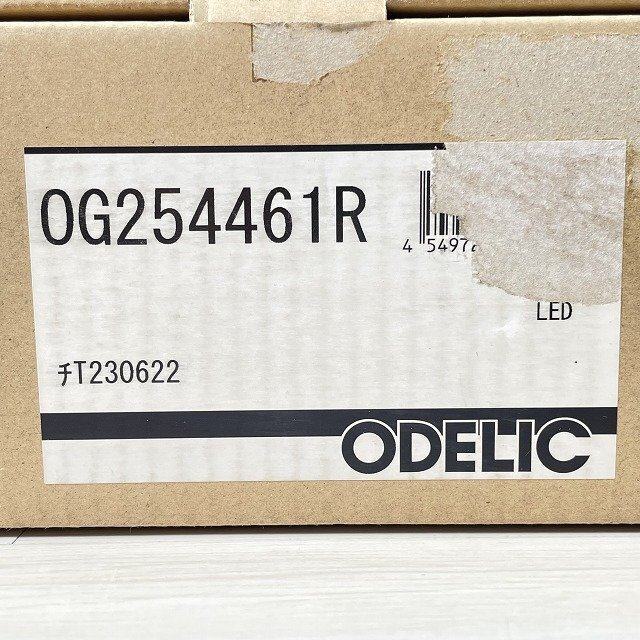 OG254461R
4 5497
LED
ﾁT230622
ODELIC